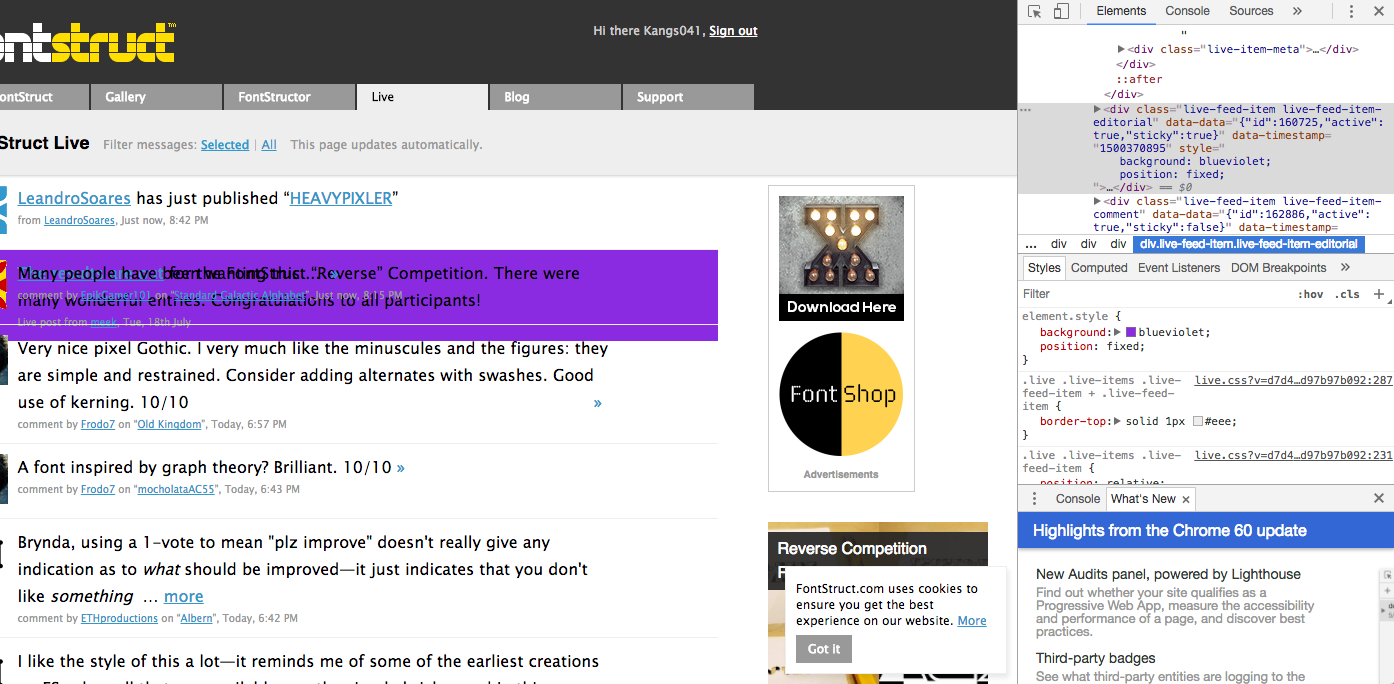 ontstruct™
Hi there Kangs041, Sign out
ontStruct
Gallery
FontStructor
Live
Blog
Support
Struct Live
Filter messages: Selected | All
This page updates automatically.
LeandroSoares has just published “HEAVYPIXLER”
from LeandroSoares, Just now, 8:42 PM
Many people have been wanting this... "Reverse" Competition. There were
comment by EpikGamer101 on “Standard Galactic Alphabet”, Just now, 8:15 PM
many wonderful entries. Congratulations to all participants!
Live post from meek, Tue, 18th July
Very nice pixel Gothic. I very much like the minuscules and the figures: they
are simple and restrained. Consider adding alternates with swashes. Good
use of kerning. 10/10 »
comment by Frodo7 on “Old Kingdom”, Today, 6:57 PM
A font inspired by graph theory? Brilliant. 10/10 »
comment by Frodo7 on “mocholataAC55”, Today, 6:43 PM
Brynda, using a 1-vote to mean "plz improve" doesn't really give any
indication as to what should be improved—it just indicates that you don't
like something … more
comment by ETHproductions on “Albern”, Today, 6:42 PM
I like the style of this a lot—it reminds me of some of the earliest creations
Download Here
Font Shop
Advertisements
Reverse Competition
FontStruct.com uses cookies to
ensure you get the best
experience on our website. More
Got it
Elements
Console
Sources
»
"
▶<div class="live-item-meta">…</div>
</div>
::after
</div>
▶<div class="live-feed-item live-feed-item-
editorial" data-data="{"id":160725,"active":
true,"sticky":true}" data-timestamp=
"1500370895" style="
background: blueviolet;
position: fixed;
">…</div> == $0
▶<div class="live-feed-item live-feed-item-
comment" data-data="{"id":162886,"active":
true,"sticky":false}" data-timestamp=
... div div div div.live-feed-item.live-feed-item-editorial
Styles
Computed
Event Listeners
DOM Breakpoints
»
Filter
:hov .cls +
element.style {
background:▶ blueviolet;
position: fixed;
}
.live .live-items .live-
feed-item + .live-feed-
item {
live.css?v=d7d4…d97b97b092:287
border-top:▶ solid 1px #eee;
}
.live .live-items .live-
feed-item {
live.css?v=d7d4…d97b97b092:231
position: relative;
Console
What's New ×
Highlights from the Chrome 60 update
New Audits panel, powered by Lighthouse
Find out whether your site qualifies as a
Progressive Web App, measure the accessibility
and performance of a page, and discover best
practices.
Third-party badges
See what third-party entities are logging to the